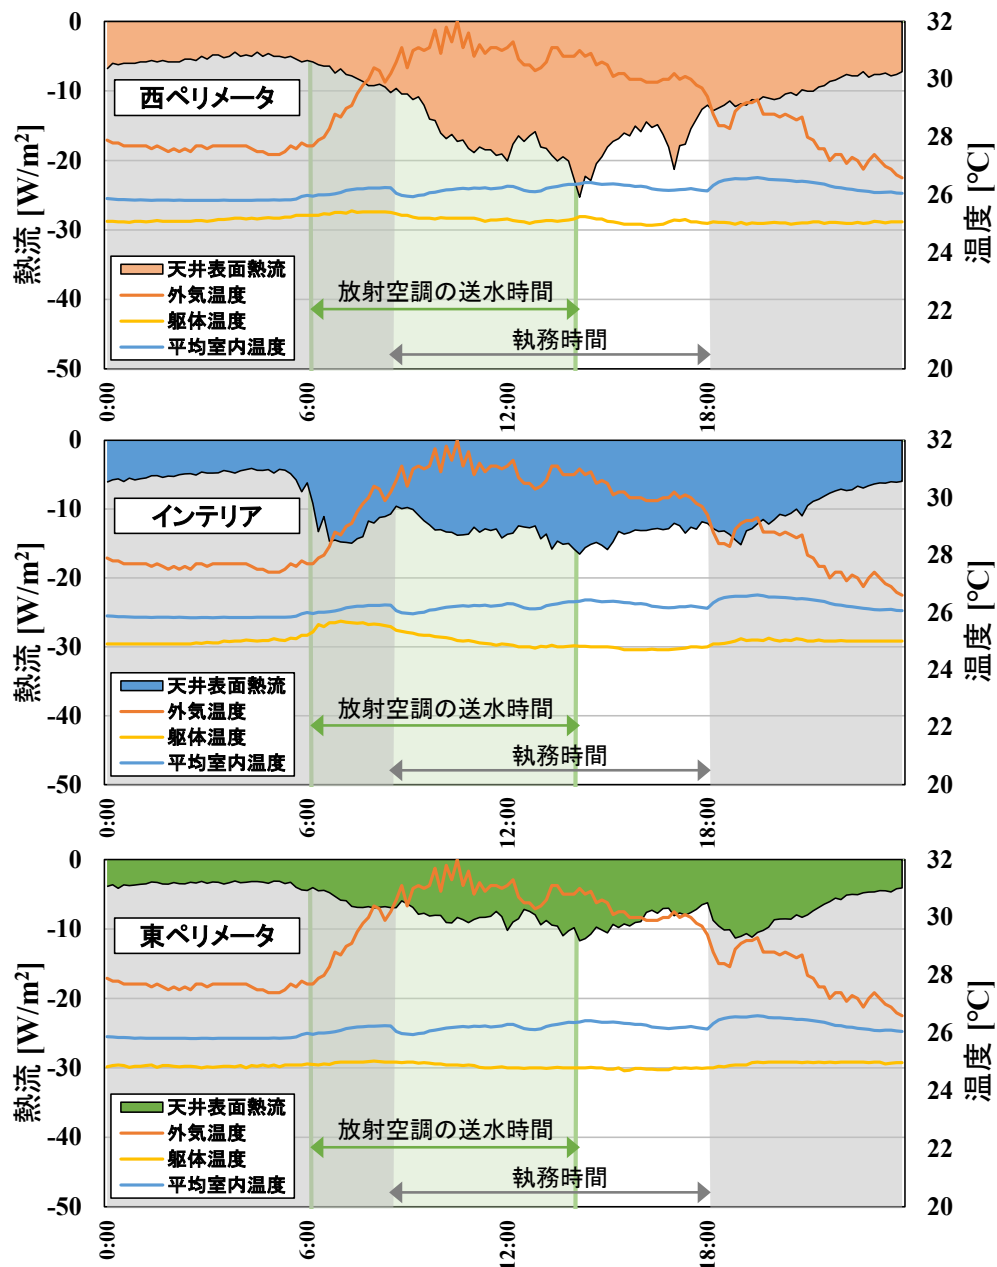 0
-10
-20
-30
-40
-50
熱流 [W/m²]
西ペリメータ
天井表面熱流
外気温度
躯体温度
平均室内温度
放射空調の送水時間
執務時間
32
30
28
26
24
22
20
温度 [°C]
0:00
6:00
12:00
18:00
0
-10
-20
-30
-40
-50
熱流 [W/m²]
インテリア
天井表面熱流
外気温度
躯体温度
平均室内温度
放射空調の送水時間
執務時間
32
30
28
26
24
22
20
温度 [°C]
0:00
6:00
12:00
18:00
0
-10
-20
-30
-40
-50
熱流 [W/m²]
東ペリメータ
天井表面熱流
外気温度
躯体温度
平均室内温度
放射空調の送水時間
執務時間
32
30
28
26
24
22
20
温度 [°C]
0:00
6:00
12:00
18:00